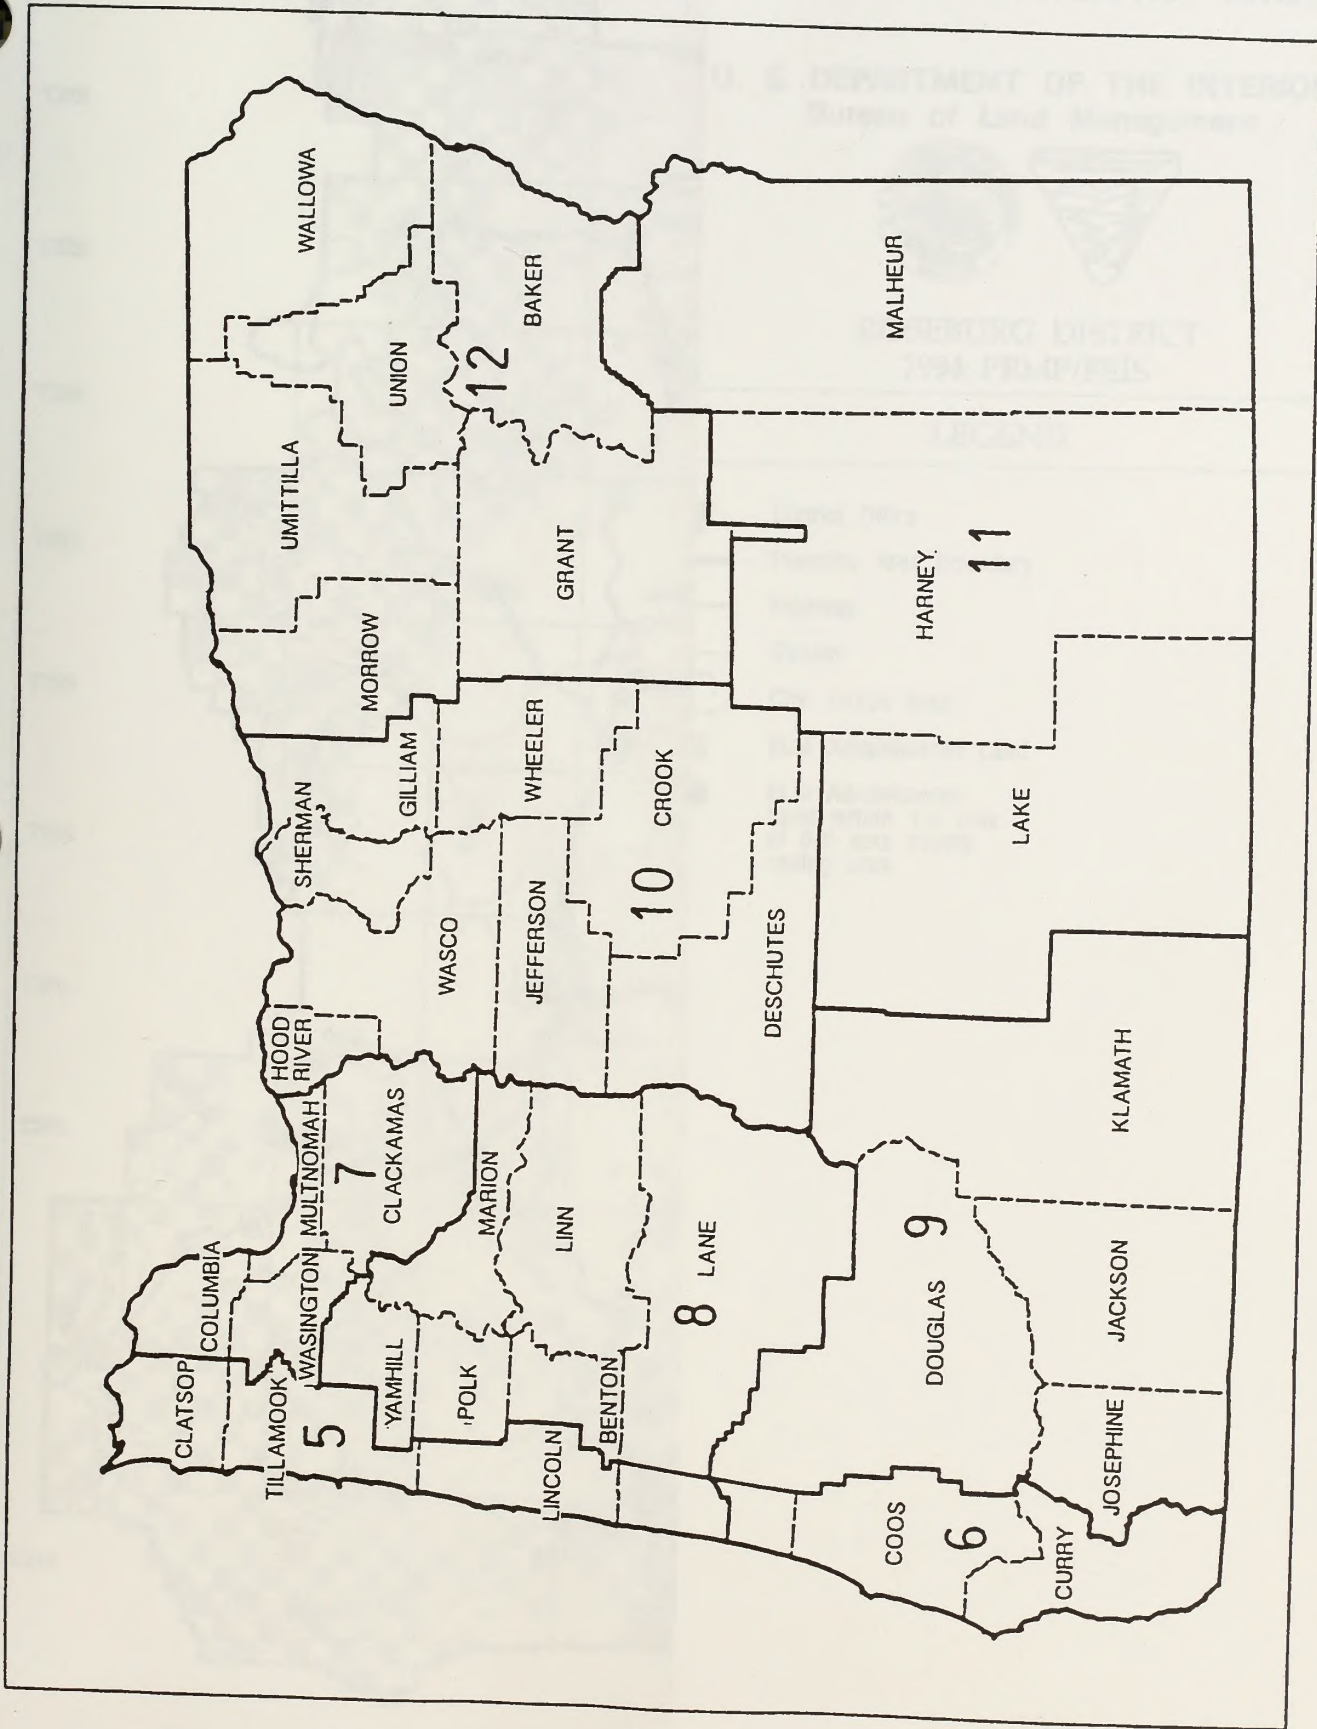 CLATSOP
COLUMBIA
TILLAMOOK
WASINGTON
MULTNOMAH
HOOD
RIVER
SHERMAN
GILLIAM
MORROW
UMITTILLA
WALLOWA
UNION
5
YAMHILL
7
CLACKAMAS
WASCO
POLK
MARION
12
BAKER
LINCOLN
BENTON
LINN
JEFFERSON
WHEELER
GRANT
8
LANE
10
CROOK
DESCHUTES
COOS
6
DOUGLAS
9
HARNEY
11
MALHEUR
LAKE
CURRY
JOSEPHINE
JACKSON
KLAMATH
U. S. DEPARTMENT OF THE INTERIOR
Bureau of Land Management
ROSEBURG DISTRICT
LEGEND